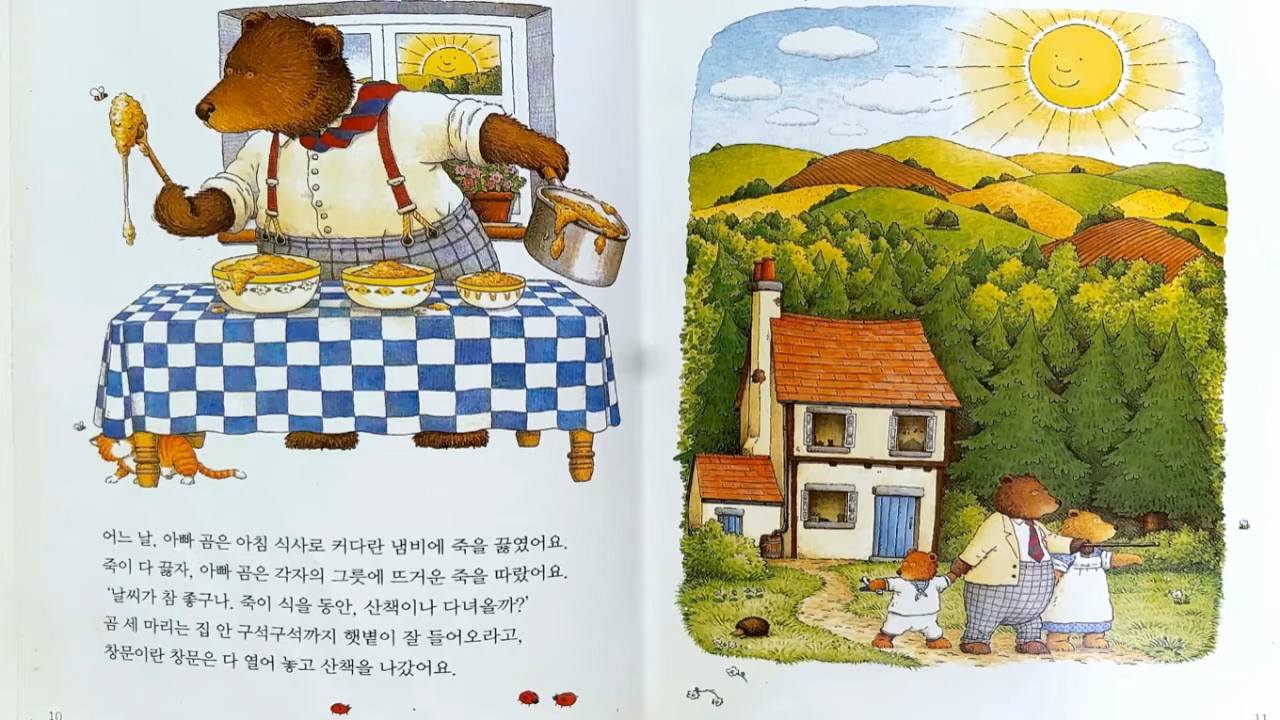 어느 날, 아빠 곰은 아침 식사로 커다란 냄비에 죽을 끓였어요.
죽이 다 끓자, 아빠 곰은 각자의 그릇에 뜨거운 죽을 따랐어요.
‘날씨가 참 좋구나. 죽이 식을 동안, 산책이나 다녀올까?’
곰 세 마리는 집 안 구석구석까지 햇볕이 잘 들어오라고,
창문이란 창문은 다 열어 놓고 산책을 나갔어요.
10
11